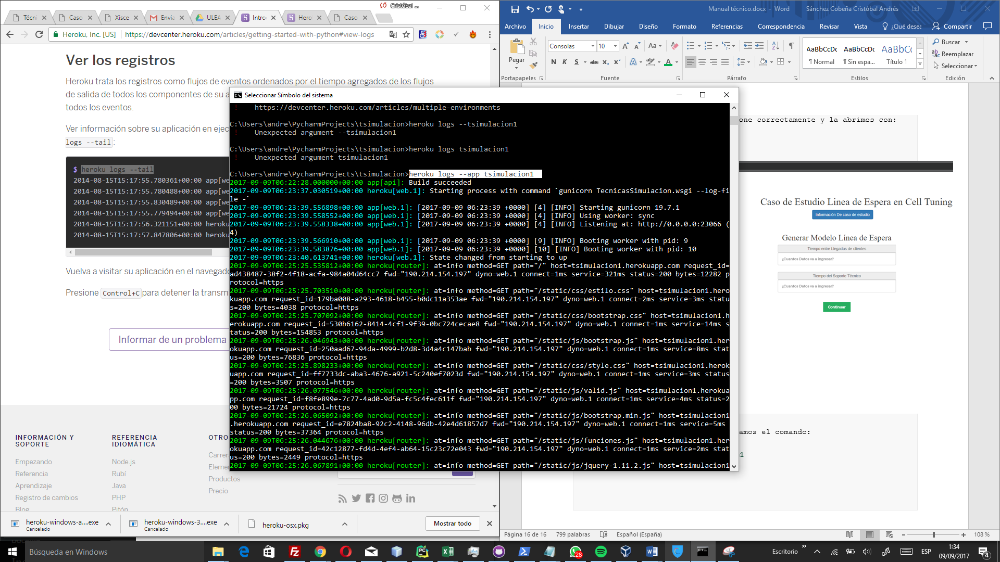 Cristóbal ...
Técni
Caso
Xisce
Envia
ULEA
Intro
Hero
Caso
Heroku, Inc. [US]
https://devcenter.heroku.com/articles/getting-started-with-python#view-logs
Ver los registros
Heroku trata los registros como flujos de eventos ordenados por el tiempo agregados de los flujos
de salida de todos los componentes de su a
todos los eventos.
Ver información sobre su aplicación en ejec
logs --tail :
$ heroku logs --tail
2014-08-15T15:17:55.780361+00:00 app[we
2014-08-15T15:17:55.780488+00:00 app[we
2014-08-15T15:17:55.830489+00:00 app[we
2014-08-15T15:17:55.779494+00:00 app[we
2014-08-15T15:17:56.321151+00:00 heroku
2014-08-15T15:17:57.847806+00:00 heroku
Vuelva a visitar su aplicación en el navegado
Presione Control+C para detener la transm
Informar de un problema
INFORMACIÓN Y SOPORTE
Empezando
Referencia
Aprendizaje
Registro de cambios
Blog
REFERENCIA IDIOMÁTICA
Node.js
Rubí
Java
PHP
Pitón
OTRO
Carrer
Eleme
Productos
Precio
heroku-windows-a....exe
Cancelado
heroku-windows-3....exe
Cancelado
heroku-osx.pkg
Mostrar todo
Seleccionar Símbolo del sistema
!    https://devcenter.heroku.com/articles/multiple-environments
C:\Users\andre\PycharmProjects\tsimulacion>heroku logs --tsimulacion1
!    Unexpected argument --tsimulacion1
C:\Users\andre\PycharmProjects\tsimulacion>heroku logs tsimulacion1
!    Unexpected argument tsimulacion1
C:\Users\andre\PycharmProjects\tsimulacion>heroku logs --app tsimulacion1
2017-09-09T06:22:28.000000+00:00 app[api]: Build succeeded
2017-09-09T06:23:37.030519+00:00 heroku[web.1]: Starting process with command `gunicorn TecnicasSimulacion.wsgi --log-fi
le -`
2017-09-09T06:23:39.556898+00:00 app[web.1]: [2017-09-09 06:23:39 +0000] [4] [INFO] Starting gunicorn 19.7.1
2017-09-09T06:23:39.558552+00:00 app[web.1]: [2017-09-09 06:23:39 +0000] [4] [INFO] Using worker: sync
2017-09-09T06:23:39.558338+00:00 app[web.1]: [2017-09-09 06:23:39 +0000] [4] [INFO] Listening at: http://0.0.0.0:23066 (
4)
2017-09-09T06:23:39.566910+00:00 app[web.1]: [2017-09-09 06:23:39 +0000] [9] [INFO] Booting worker with pid: 9
2017-09-09T06:23:39.583876+00:00 app[web.1]: [2017-09-09 06:23:39 +0000] [10] [INFO] Booting worker with pid: 10
2017-09-09T06:23:40.613741+00:00 heroku[web.1]: State changed from starting to up
2017-09-09T06:25:25.535812+00:00 heroku[router]: at=info method=GET path="/" host=tsimulacion1.herokuapp.com request_id=
ad438487-38f2-4f18-acfa-984a04d64cc7 fwd="190.214.154.197" dyno=web.1 connect=1ms service=321ms status=200 bytes=12282 p
rotocol=https
2017-09-09T06:25:25.703510+00:00 heroku[router]: at=info method=GET path="/static/css/estilo.css" host=tsimulacion1.hero
kuapp.com request_id=179ba008-a293-4618-b455-b0dc11a353ae fwd="190.214.154.197" dyno=web.1 connect=2ms service=3ms statu
s=200 bytes=4038 protocol=https
2017-09-09T06:25:25.707092+00:00 heroku[router]: at=info method=GET path="/static/css/bootstrap.css" host=tsimulacion1.h
erokuapp.com request_id=530b6162-8414-4cf1-9f39-0bc724cecae8 fwd="190.214.154.197" dyno=web.1 connect=1ms service=14ms s
tatus=200 bytes=154853 protocol=https
2017-09-09T06:25:26.046943+00:00 heroku[router]: at=info method=GET path="/static/js/bootstrap.js" host=tsimulacion1.her
okuapp.com request_id=250aad67-94da-4999-b2d8-3d4a4c147bab fwd="190.214.154.197" dyno=web.1 connect=1ms service=8ms stat
us=200 bytes=76836 protocol=https
2017-09-09T06:25:25.898233+00:00 heroku[router]: at=info method=GET path="/static/css/style.css" host=tsimulacion1.herok
uapp.com request_id=ff7733dc-aba3-4676-a921-5c240ef7023d fwd="190.214.154.197" dyno=web.1 connect=1ms service=3ms status
=200 bytes=3507 protocol=https
2017-09-09T06:25:26.077546+00:00 heroku[router]: at=info method=GET path="/static/js/valid.js" host=tsimulacion1.herokua
pp.com request_id=f8fe899e-7c77-4ad0-9d5a-fc5c4fec611f fwd="190.214.154.197" dyno=web.1 connect=1ms service=4ms status=2
00 bytes=21724 protocol=https
2017-09-09T06:25:26.065092+00:00 heroku[router]: at=info method=GET path="/static/js/bootstrap.min.js" host=tsimulacion1
.herokuapp.com request_id=e7824ba8-92c2-4148-96db-42e4d61857d7 fwd="190.214.154.197" dyno=web.1 connect=1ms service=5ms
status=200 bytes=37364 protocol=https
2017-09-09T06:25:26.044676+00:00 heroku[router]: at=info method=GET path="/static/js/funciones.js" host=tsimulacion1.her
okuapp.com request_id=42c12877-fd4d-4ef4-ab64-15c23c72e043 fwd="190.214.154.197" dyno=web.1 connect=1ms service=2ms stat
us=200 bytes=2449 protocol=https
2017-09-09T06:25:26.067891+00:00 heroku[router]: at=info method=GET path="/static/js/jquery-1.11.2.js" host=tsimulacion1
Manual técnico.docx - Word
Sánchez Cobeña Cristóbal Andrés
Archivo Inicio Insertar Dibujar Diseño Formato Referencias Correspondencia Revisar Vista ¿Qué desea Compartir
Pegar
Portapapeles
Consolas 10
N K S abc x₂ x²
Aa
Fuente
Párrafo
AaBbCcDc AaBbCcDc AaBbC
¶ Normal ¶ Sin espa... Título 1
Estilos
Buscar
Reemplazar
Seleccionar
Edición
one correctamente y la abrimos con:
Caso de Estudio Linea de Espera en Cell Tuning
Información De caso de estudio
Generar Modelo Línea de Espera
Tiempo entre Llegadas de clientes
¿Cuantos Datos va a ingresar?
Tiempo del Soporte Técnico
¿Cuantos Datos va a ingresar?
Continuar
amos el comando:
1
Página 16 de 16
799 palabras
Español (España)
108 %
Búsqueda en Windows
28
Escritorio
ESP
1:34
09/09/2017
4